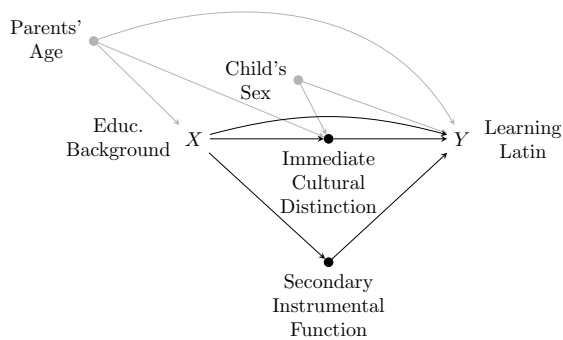 Parents'
Age
Child's
Sex
Educ.
Background
X
Y
Learning
Latin
Immediate
Cultural
Distinction
Secondary
Instrumental
Function